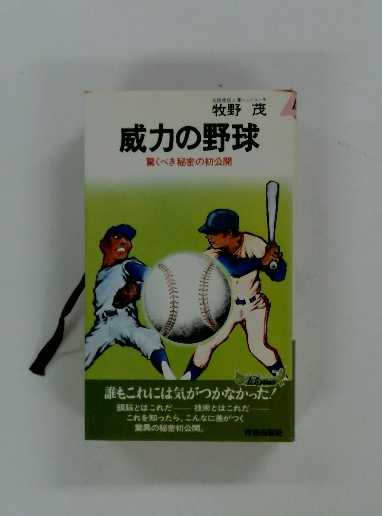 牧野 茂
威力の野球
驚くべき秘密の初公開
誰もこれには気がつかなかった!
頭脳とはこれだ―― 技術とはこれだ――
これを知ったら、こんなに差がつく
驚異の秘密初公開。
青春出版社